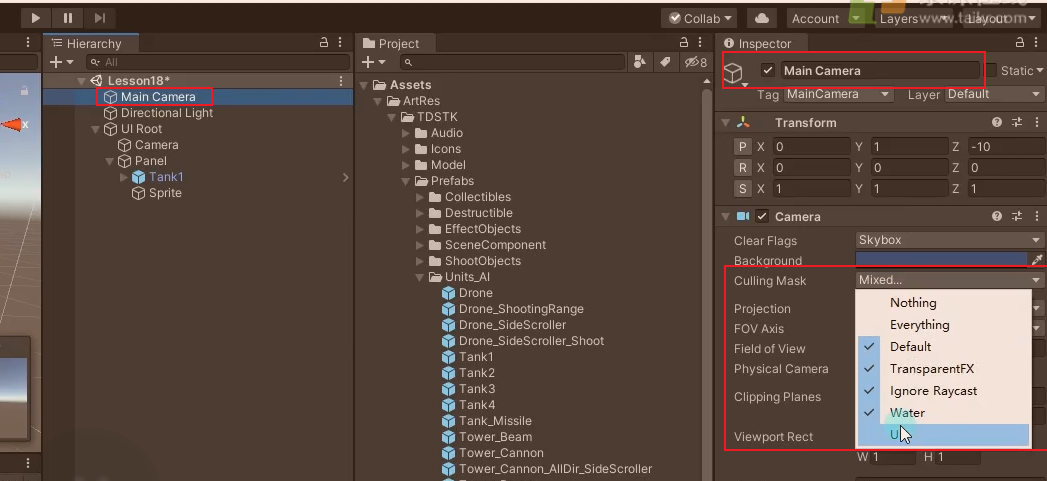 Collab
Account
Layers
Layout
Hierarchy
All
Lesson18*
Main Camera
Directional Light
UI Root
Camera
Panel
Tank1
Sprite
Project
8
Assets
ArtRes
TDSTK
Audio
Icons
Model
Prefabs
Collectibles
Destructible
EffectObjects
SceneComponent
ShootObjects
Units_AI
Drone
Drone_ShootingRange
Drone_SideScroller
Drone_SideScroller_Shoot
Tank1
Tank2
Tank3
Tank4
Tank_Missile
Tower_Beam
Tower_Cannon
Tower_Cannon_AllDir_SideScroller
Inspector
Main Camera
Static
Tag MainCamera Layer Default
Transform
P X 0 Y 1 Z -10
R X 0 Y 0 Z 0
S X 1 Y 1 Z 1
Camera
Clear Flags Skybox
Background
Culling Mask Mixed...
Projection
FOV Axis
Field of View
Physical Camera
Clipping Planes
Viewport Rect
Nothing
Everything
Default
TransparentFX
Ignore Raycast
Water
W 1 H 1
x